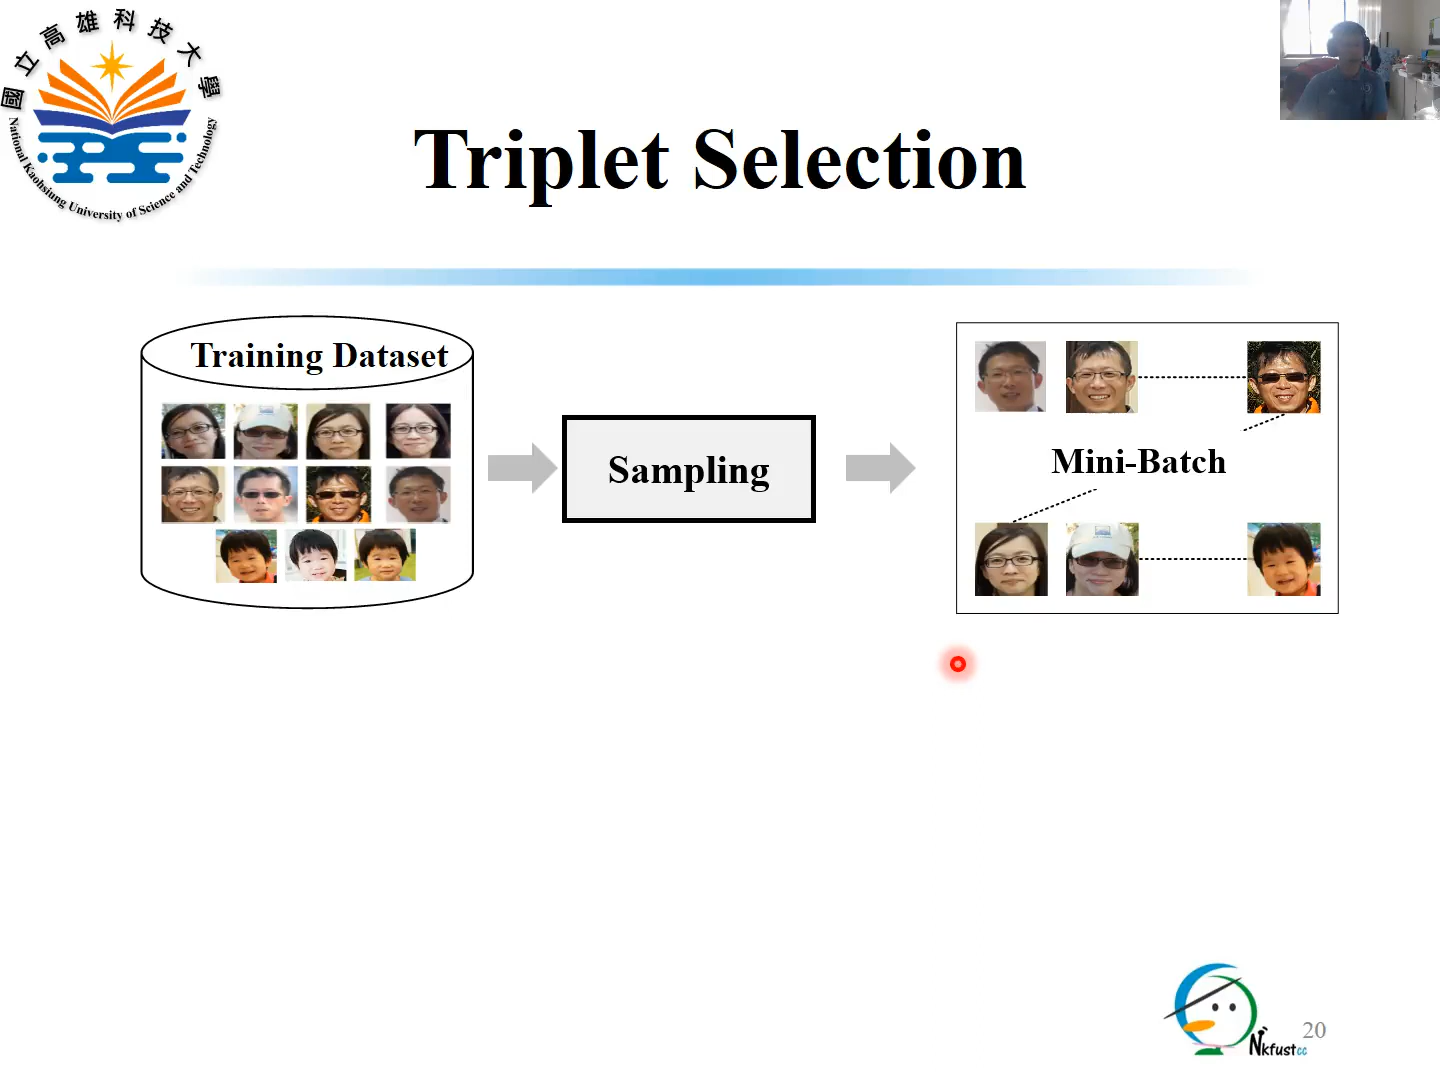 國立高雄科技大學
National Kaohsiung University of Science and Technology
Triplet Selection
Training Dataset
Sampling
Mini-Batch
Nkfust cc
20